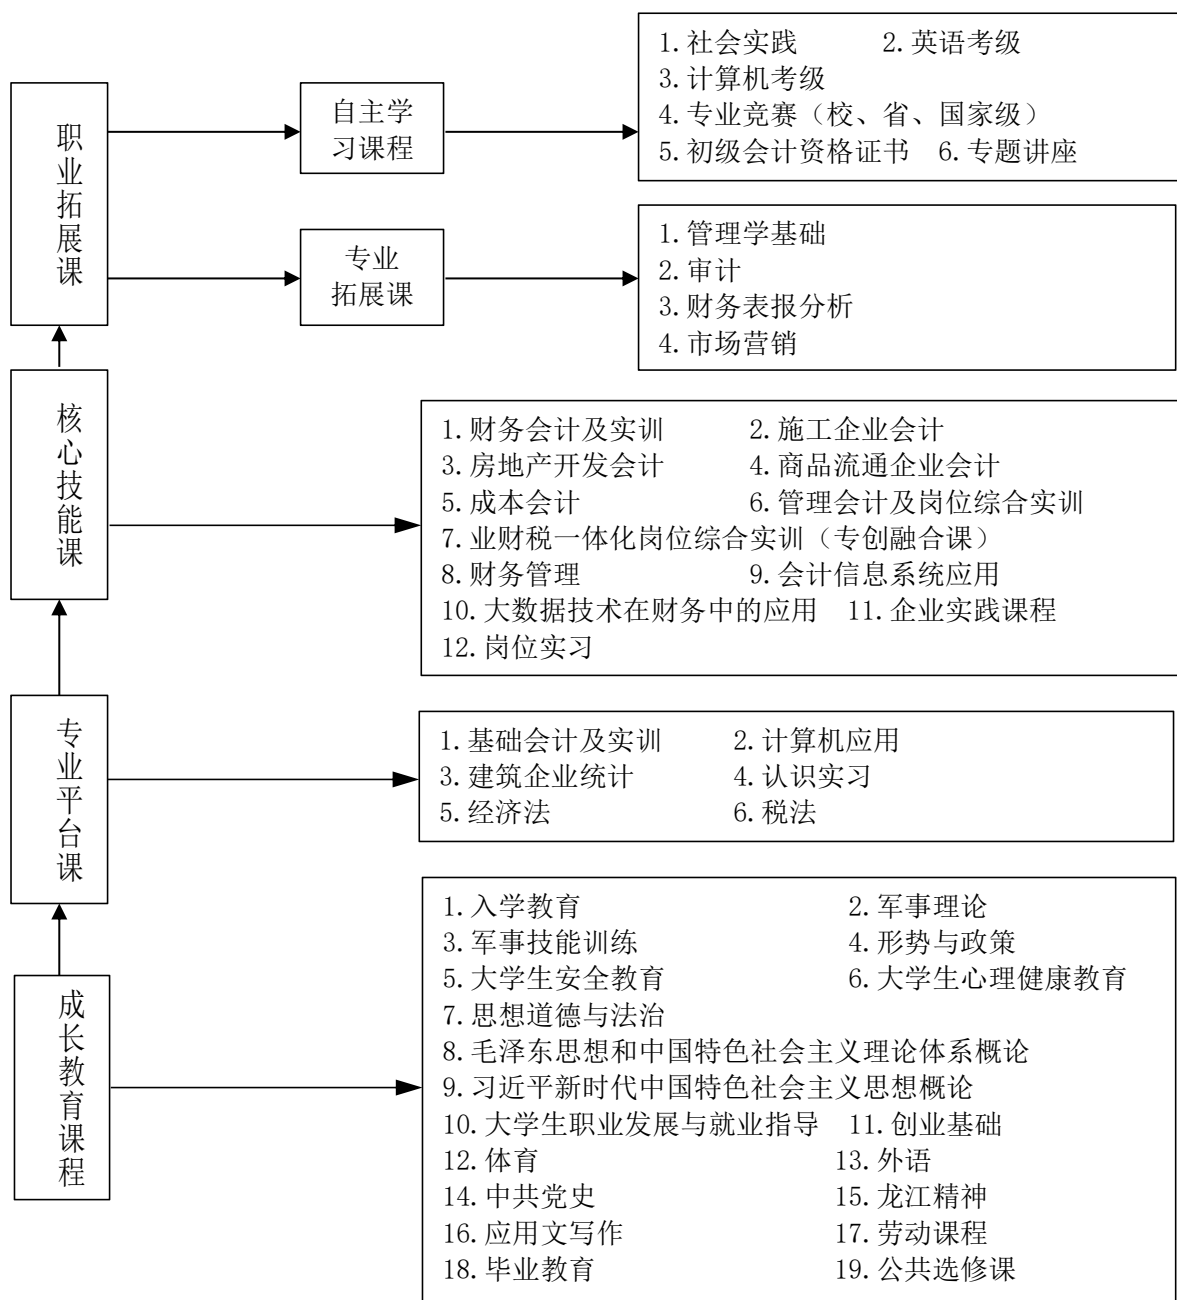 职业拓展课
自主学
习课程
1.社会实践 2.英语考级
3.计算机考级
4.专业竞赛（校、省、国家级）
5.初级会计资格证书 6.专题讲座
专业
拓展课
1.管理学基础
2.审计
3.财务表报分析
4.市场营销
核心技能课
1.财务会计及实训 2.施工企业会计
3.房地产开发会计 4.商品流通企业会计
5.成本会计 6.管理会计及岗位综合实训
7.业财税一体化岗位综合实训（专创融合课）
8.财务管理 9.会计信息系统应用
10.大数据技术在财务中的应用 11.企业实践课程
12.岗位实习
专业平台课
1.基础会计及实训 2.计算机应用
3.建筑企业统计 4.认识实习
5.经济法 6.税法
成长教育课程
1.入学教育 2.军事理论
3.军事技能训练 4.形势与政策
5.大学生安全教育 6.大学生心理健康教育
7.思想道德与法治
8.毛泽东思想和中国特色社会主义理论体系概论
9.习近平新时代中国特色社会主义思想概论
10.大学生职业发展与就业指导 11.创业基础
12.体育 13.外语
14.中共党史 15.龙江精神
16.应用文写作 17.劳动课程
18.毕业教育 19.公共选修课